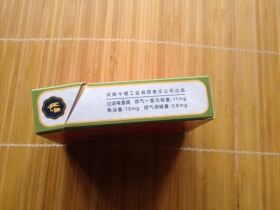 河南中烟工业有限责任公司出品
过滤嘴香烟 烟气一氧化碳量:11mg
焦油量:10mg 烟气烟碱量:0.8mg